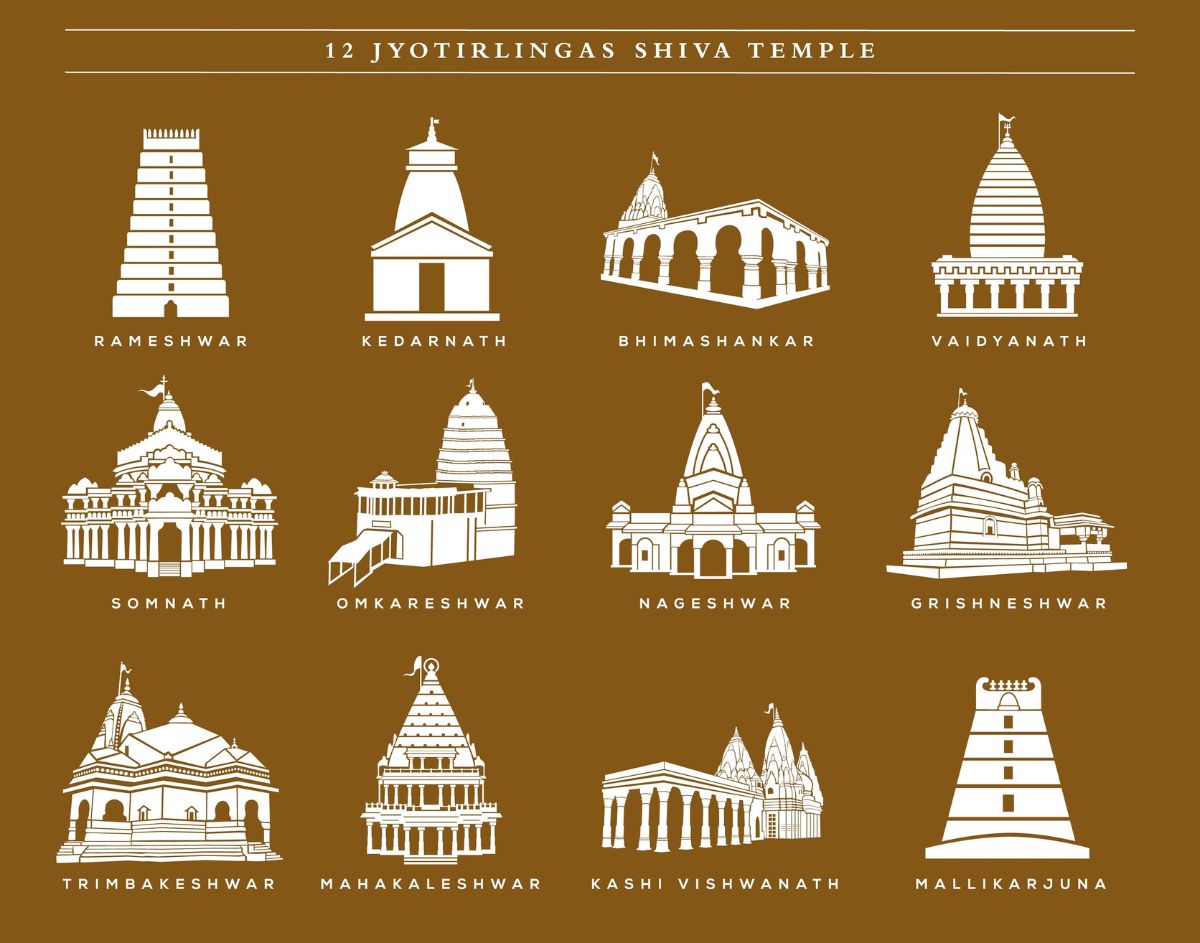 12 JYOTIRLINGAS SHIVA TEMPLE
RAMESHWAR
KEDARNATH
BHIMASHANKAR
VAIDYANATH
SOMNATH
OMKARESHWAR
NAGESHWAR
GRISHNESHWAR
TRIMBAKESHWAR
MAHAKALESHWAR
KASHI VISHWANATH
MALLIKARJUNA